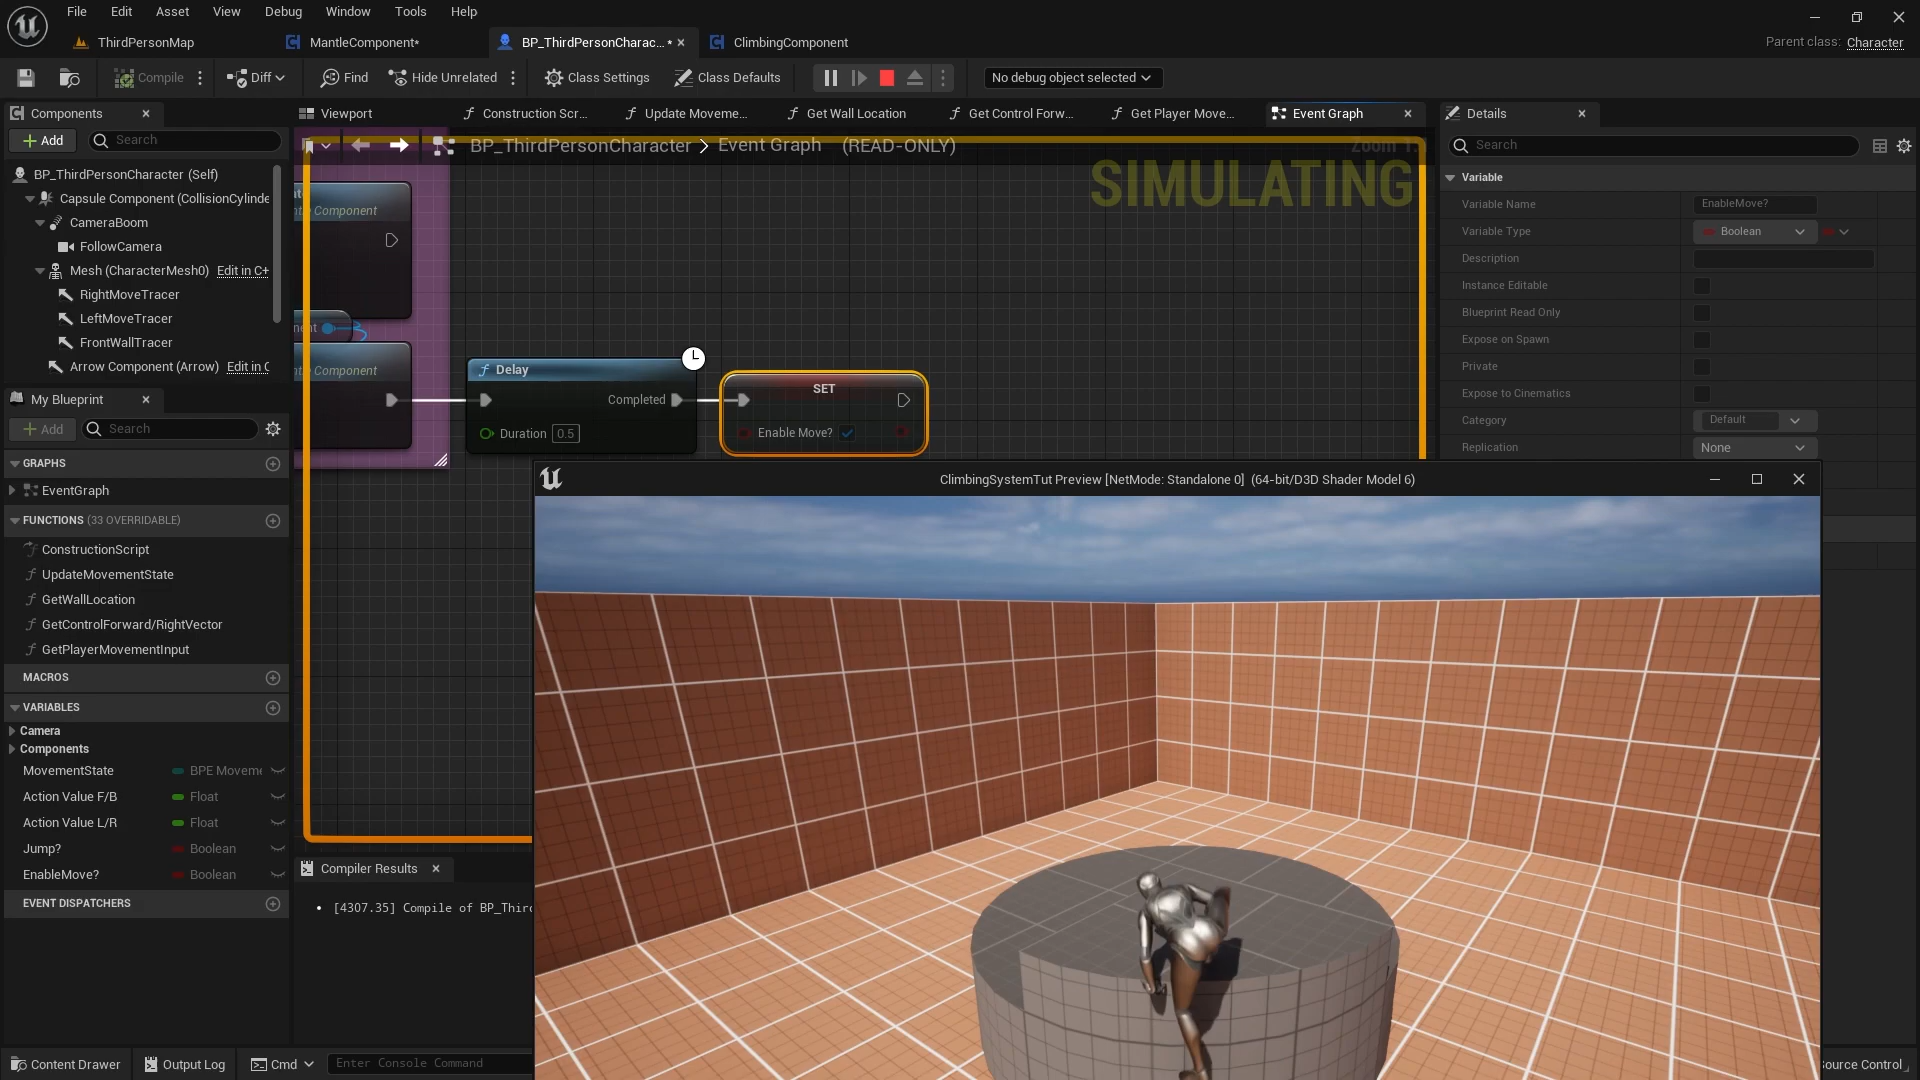 File Edit Asset View Debug Window Tools Help
ThirdPersonMap MantleComponent* BP_ThirdPersonCharac... * ClimbingComponent
Parent class: Character
Compile Diff Find Hide Unrelated Class Settings Class Defaults No debug object selected
Components
Add Search
BP_ThirdPersonCharacter (Self)
Capsule Component (CollisionCylinde
CameraBoom
FollowCamera
Mesh (CharacterMesh0) Edit in C+
RightMoveTracer
LeftMoveTracer
FrontWallTracer
Arrow Component (Arrow) Edit in C
My Blueprint
Add Search
GRAPHS
EventGraph
FUNCTIONS (33 OVERRIDABLE)
ConstructionScript
UpdateMovementState
GetWallLocation
GetControlForward/RightVector
GetPlayerMovementInput
MACROS
VARIABLES
Camera
Components
MovementState BPE Moveme
Action Value F/B Float
Action Value L/R Float
Jump? Boolean
EnableMove? Boolean
EVENT DISPATCHERS
Viewport Construction Scr... Update Moveme... Get Wall Location Get Control Forw... Get Player Move... Event Graph
BP_ThirdPersonCharacter > Event Graph (READ-ONLY)
Zoom 1
SIMULATING
Component
Component
Delay
Completed
Duration 0.5
SET
Enable Move?
Compiler Results
[4307.35] Compile of BP_Thir
ClimbingSystemTut Preview [NetMode: Standalone 0] (64-bit/D3D Shader Model 6)
Details
Search
Variable
Variable Name EnableMove?
Variable Type Boolean
Description
Instance Editable
Blueprint Read Only
Expose on Spawn
Private
Expose to Cinematics
Category Default
Replication None
Content Drawer Output Log Cmd Enter Console Command
Source Control